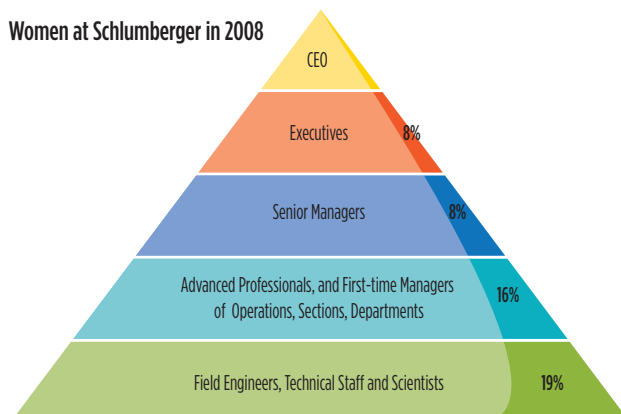 Women at Schlumberger in 2008
CEO
Executives
8%
Senior Managers
8%
Advanced Professionals, and First-time Managers
of Operations, Sections, Departments
16%
Field Engineers, Technical Staff and Scientists
19%